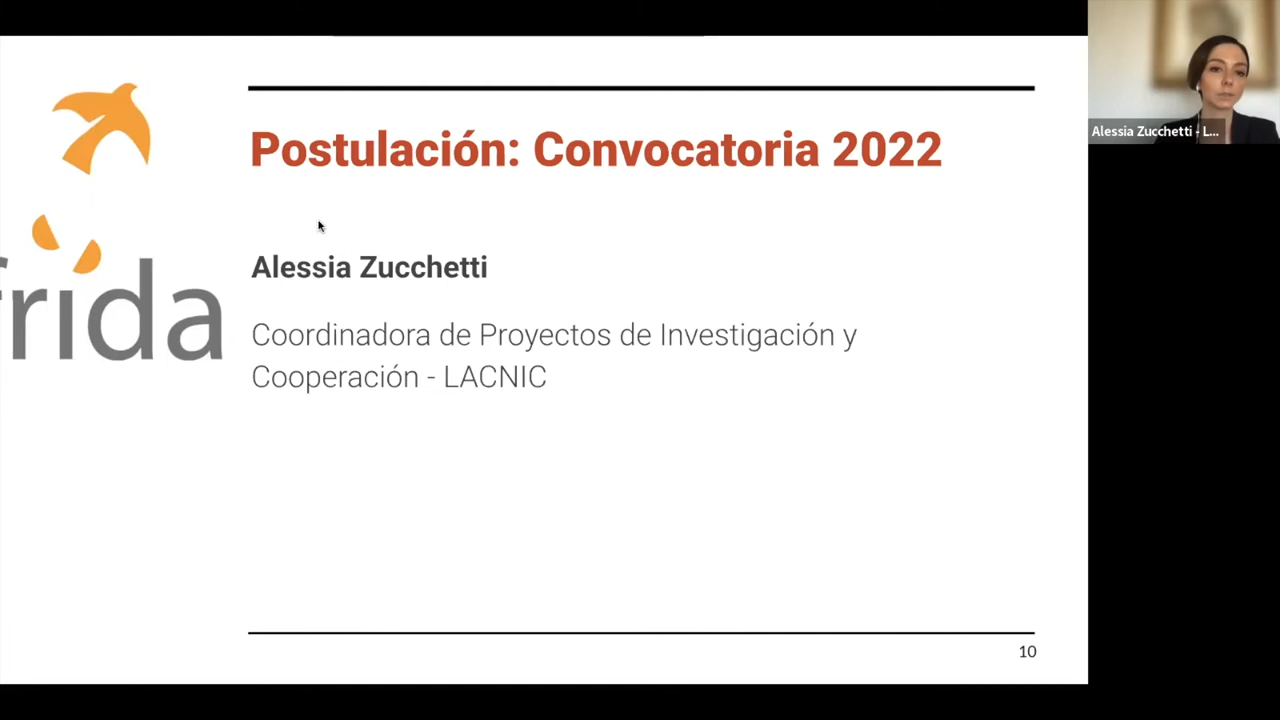 Postulación: Convocatoria 2022
Alessia Zucchetti - L...
frida
Alessia Zucchetti
Coordinadora de Proyectos de Investigación y
Cooperación - LACNIC
10